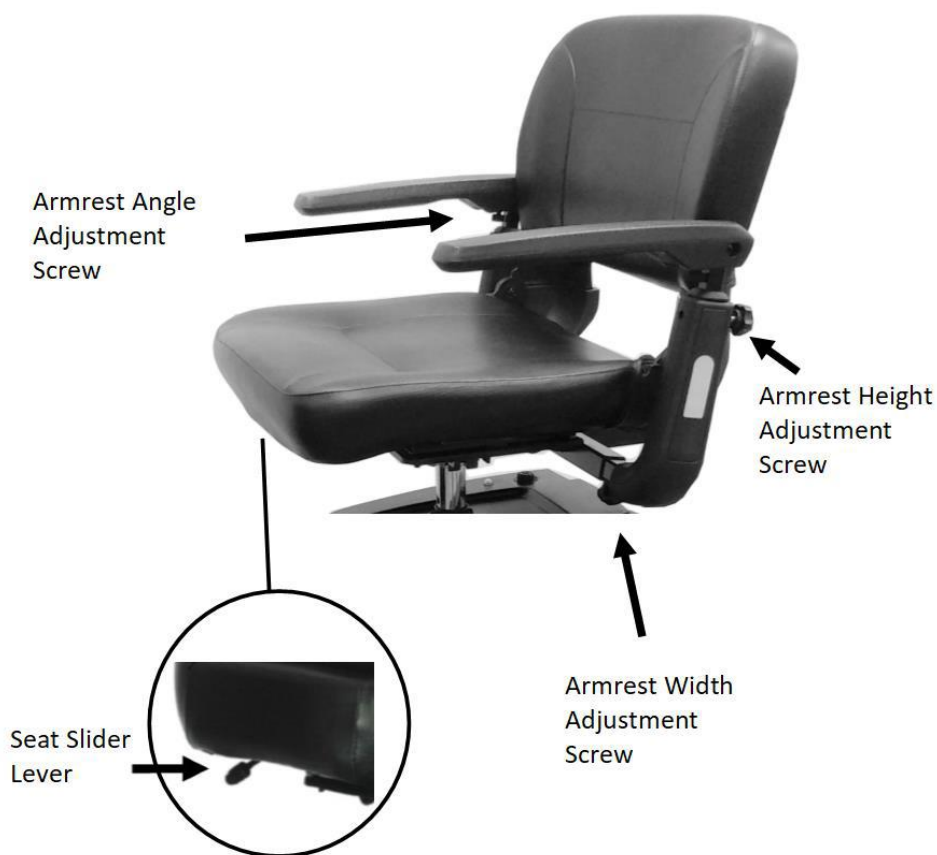 Armrest Angle
Adjustment
Screw
Armrest Height
Adjustment
Screw
Armrest Width
Adjustment
Screw
Seat Slider
Lever